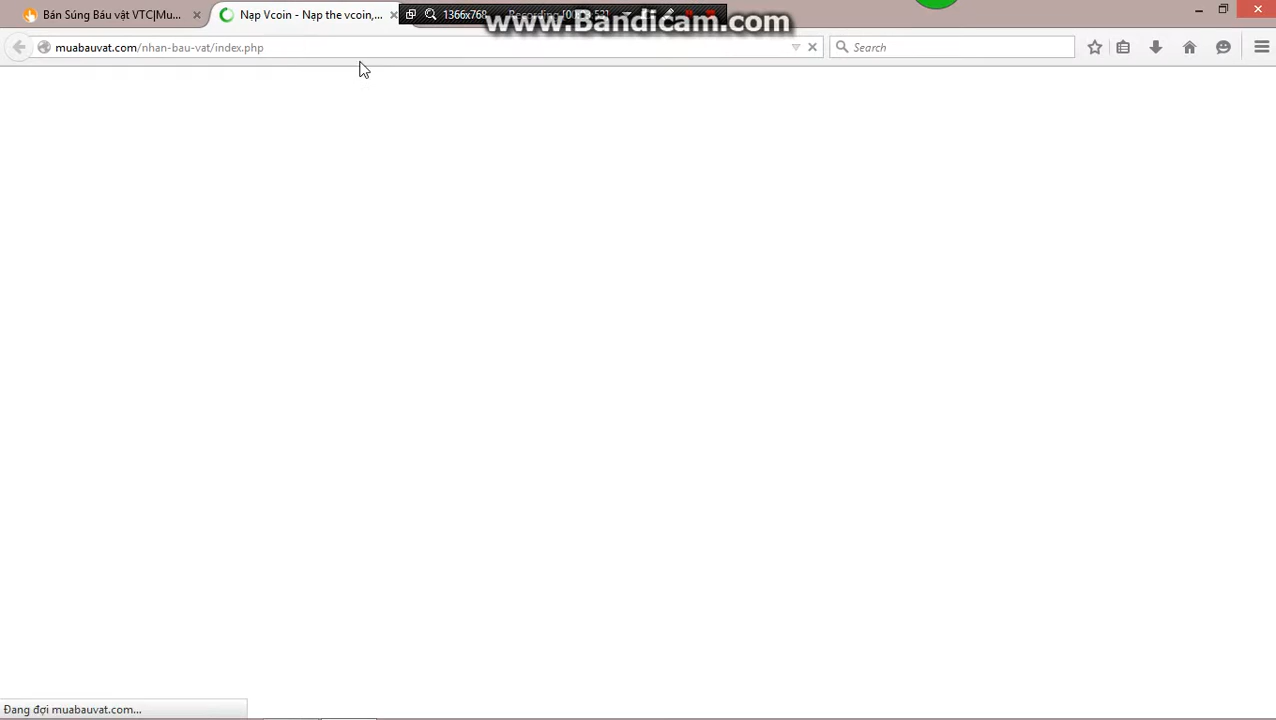 Bán Súng Báu vật VTC|Mu...
Nạp Vcoin - Nạp the vcoin,...
1366x768
www.Bandicam.com
muabauvat.com/nhan-bau-vat/index.php
Search
Đang đợi muabauvat.com...